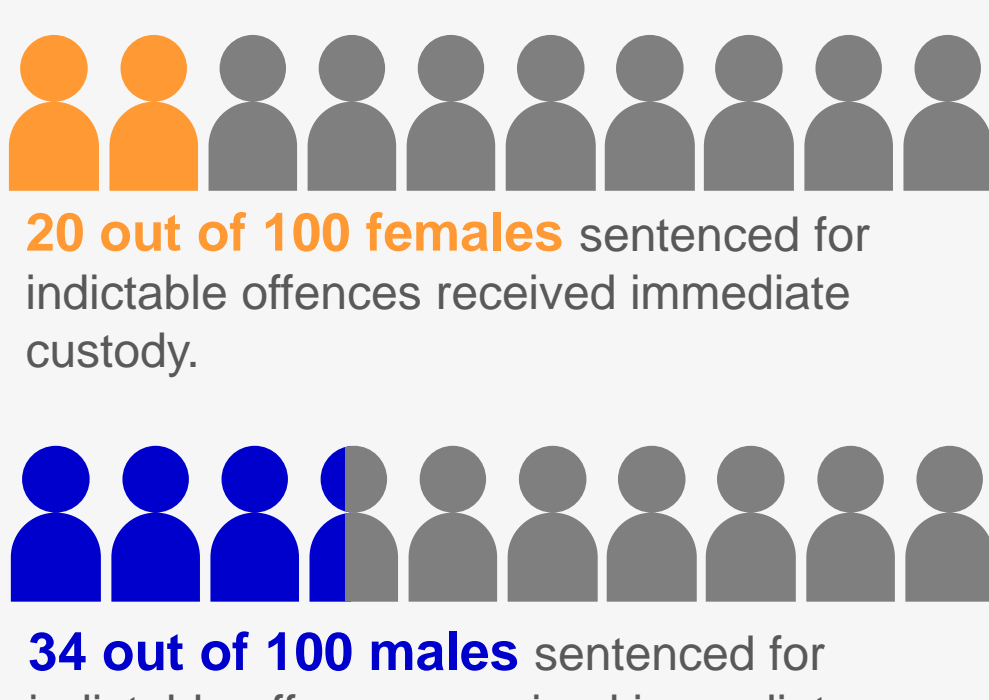 20 out of 100 females sentenced for
indictable offences received immediate
custody.
34 out of 100 males sentenced for